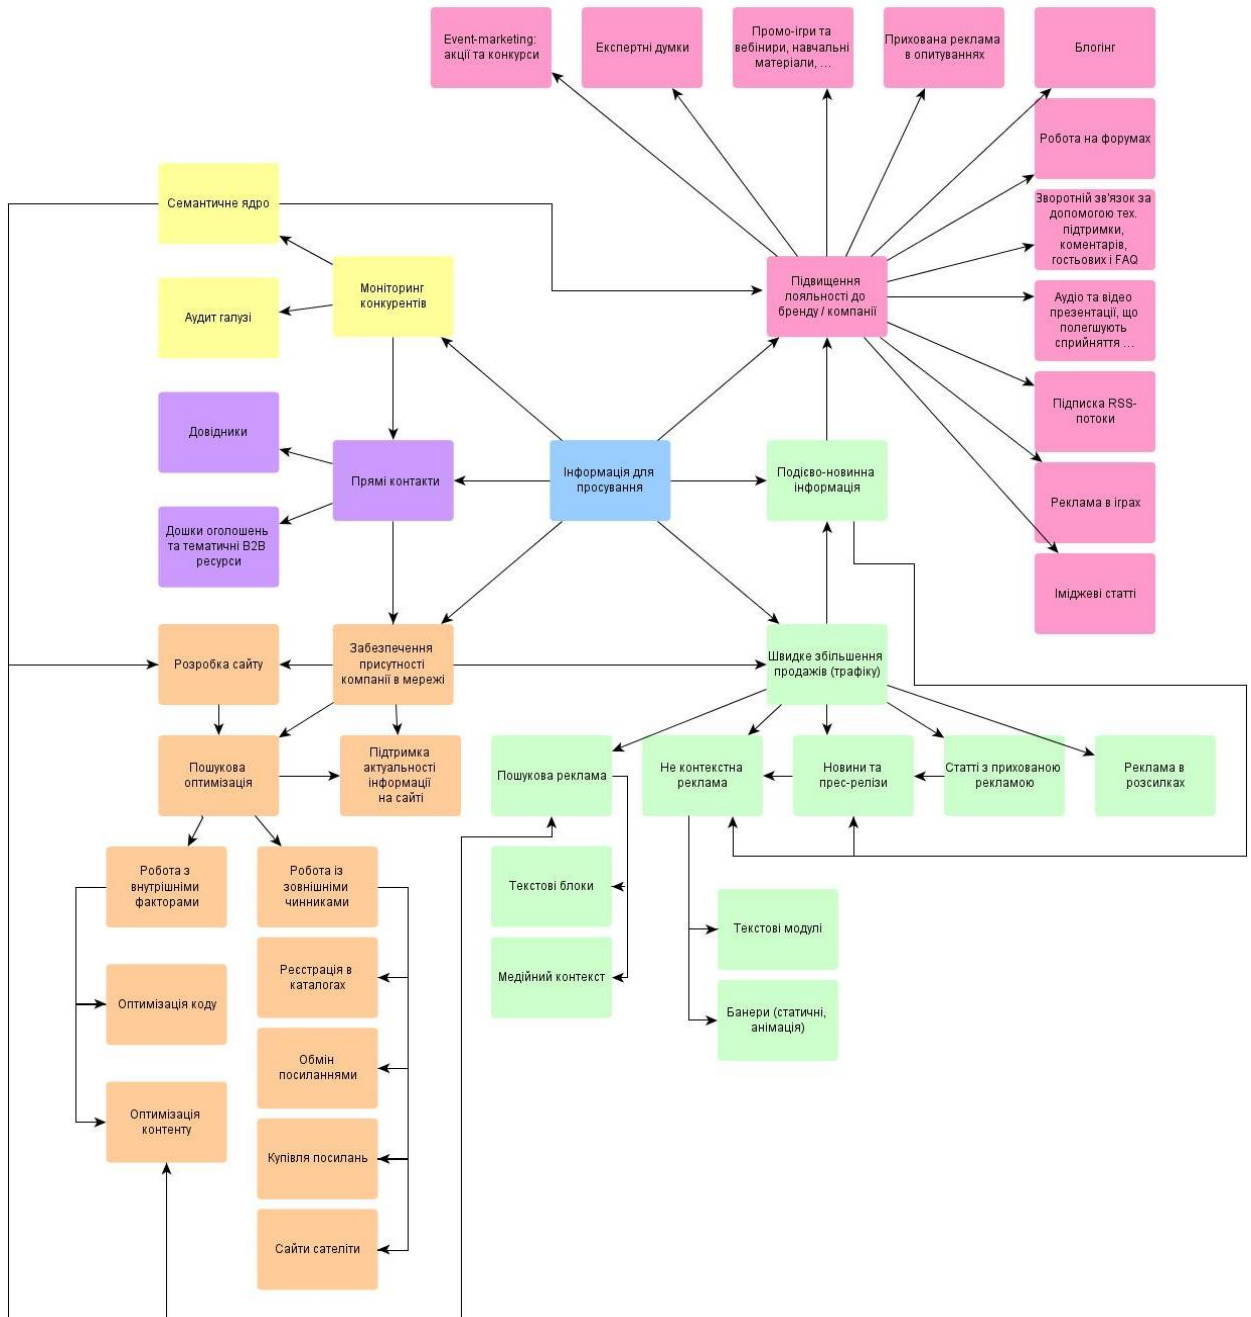 Event-marketing:
акції та конкурси
Експертні думки
Промо-ігри та
вебінири, навчальні
матеріали, ...
Прихована реклама
в опитуваннях
Блогінг
Робота на форумах
Семантичне ядро
Зворотній зв'язок за
допомогою тех.
підтримки,
коментарів,
гостьових і FAQ
Моніторинг
конкурентів
Підвищення
лояльності до
бренду / компанії
Аудит галузі
Аудіо та відео
презентації, що
полегшують
сприйняття ...
Підписка RSS-
потоки
Довідники
Прямі контакти
Інформація для
просування
Подієво-новинна
інформація
Реклама в іграх
Дошки оголошень
та тематичні B2B
ресурси
Іміджеві статті
Розробка сайту
Забезпечення
присутності
компанії в мережі
Швидке збільшення
продажів (трафіку)
Пошукова
оптимізація
Підтримка
актуальності
інформації
на сайті
Пошукова реклама
Не контекстна
реклама
Новини та
прес-релізи
Статті з прихованою
рекламою
Реклама в
розсилках
Робота з
внутрішніми
факторами
Робота із
зовнішніми
чинниками
Текстові блоки
Текстові модулі
Реєстрація в
каталогах
Медійний контекст
Оптимізація коду
Банери (статичні,
анімація)
Обмін
посиланнями
Оптимізація
контенту
Купівля посилань
Сайти сателіти